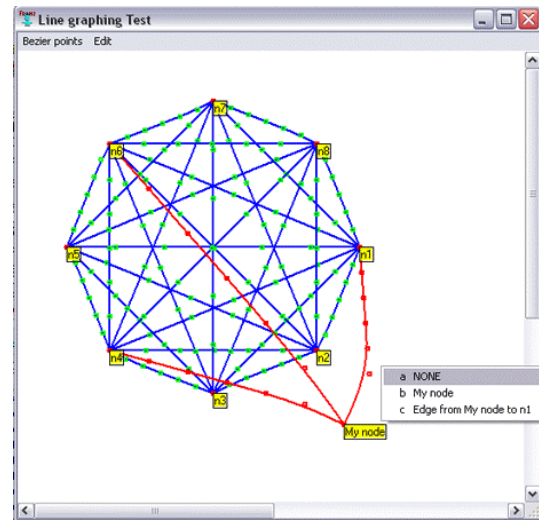 Line graphing Test
Bezier points Edit
n7
n6
n8
n5
n1
n4
n2
n3
a NONE
b My node
c Edge from My node to n1
My node